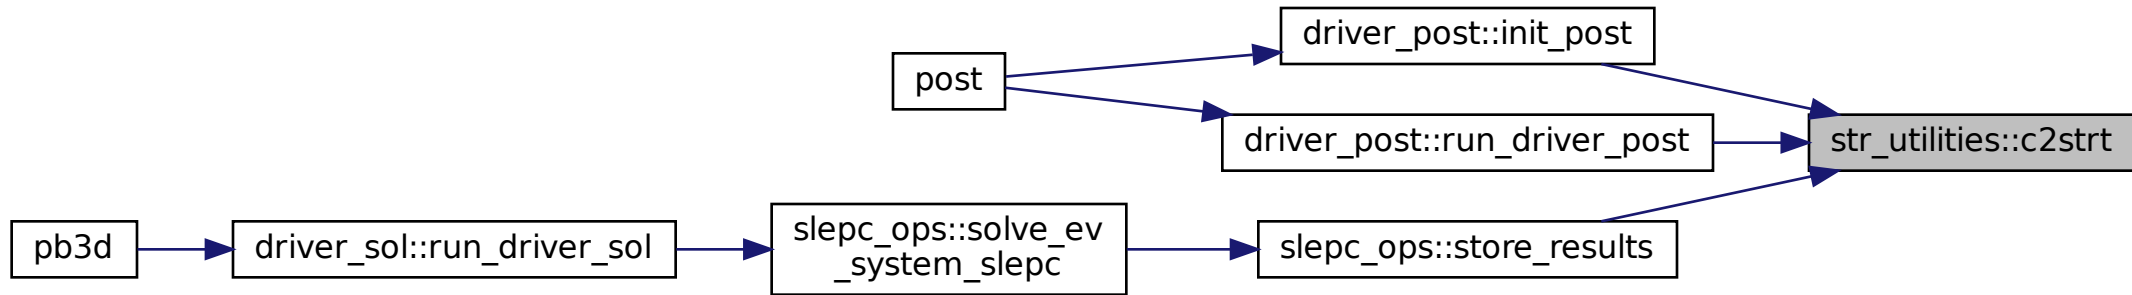 driver_post::init_post
post
driver_post::run_driver_post
str_utilities::c2strt
pb3d
driver_sol::run_driver_sol
slepc_ops::solve_ev
_system_slepc
slepc_ops::store_results